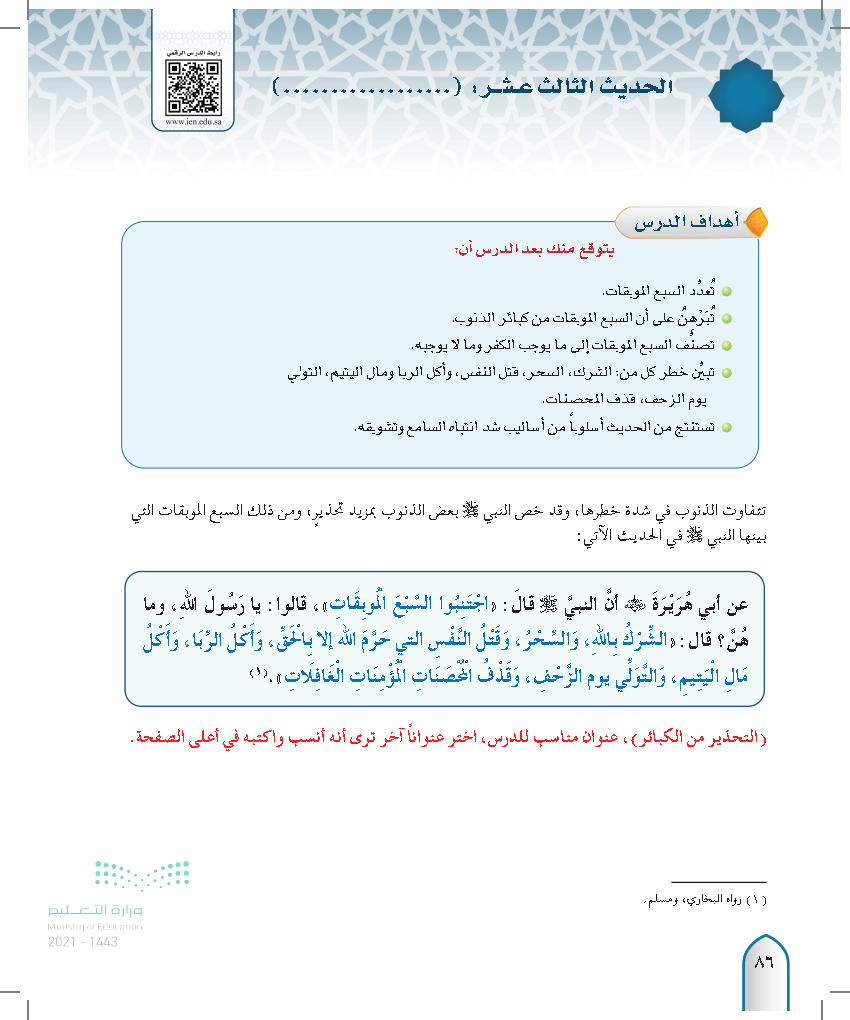 رابط الدرس الرقمي
www.ien.edu.sa
الحديث الثالث عشر: (..................)
أهداف الدرس
يتوقع منك بعد الدرس أن:
تُعدُّد السبع الموبقات.
تُبَرْهِنُ على أن السبع الموبقات من كبائر الذنوب.
تصنُّف السبع الموبقات إلى ما يوجب الكفر وما لا يوجبه.
تبيُّن خطر كل من: الشرك، السحر، قتل النفس، وأكل الربا ومال اليتيم، التولي
يوم الزحف، قذف المحصنات.
تستنتج من الحديث أسلوباً من أساليب شد انتباه السامع وتشويقه.
تتفاوت الذنوب في شدة خطرها، وقد خص النبي ﷺ بعض الذنوب بمزيد تحذيرٍ، ومن ذلك السبع الموبقات التي
بينها النبي ﷺ في الحديث الآتي:
عن أبي هُرَيْرَةَ رضي الله عنه أنَّ النبيَّ ﷺ قالَ: «اجْتَنِبُوا السَّبْعَ الْمُوبِقَاتِ»، قالوا: يا رَسُولَ اللهِ، وما
هُنَّ؟ قال: «الشِّرْكُ بِاللهِ، وَالسِّحْرُ، وَقَتْلُ النَّفْسِ التي حَرَّمَ الله إلا بِالْحَقِّ، وَأَكْلُ الرِّبَا، وَأَكْلُ
مَالِ الْيَتِيمِ، وَالتَّوَلِّي يوم الزَّحْفِ، وَقَذْفُ الْمُحْصَنَاتِ الْمُؤْمِنَاتِ الْغَافِلَاتِ».(١)
(التحذير من الكبائر)، عنوان مناسب للدرس، اختر عنواناً آخر ترى أنه أنسب واكتبه في أعلى الصفحة.
(١) رواه البخاري، ومسلم.
وزارة التعليم
Ministry of Education
2021 - 1443
٨٦